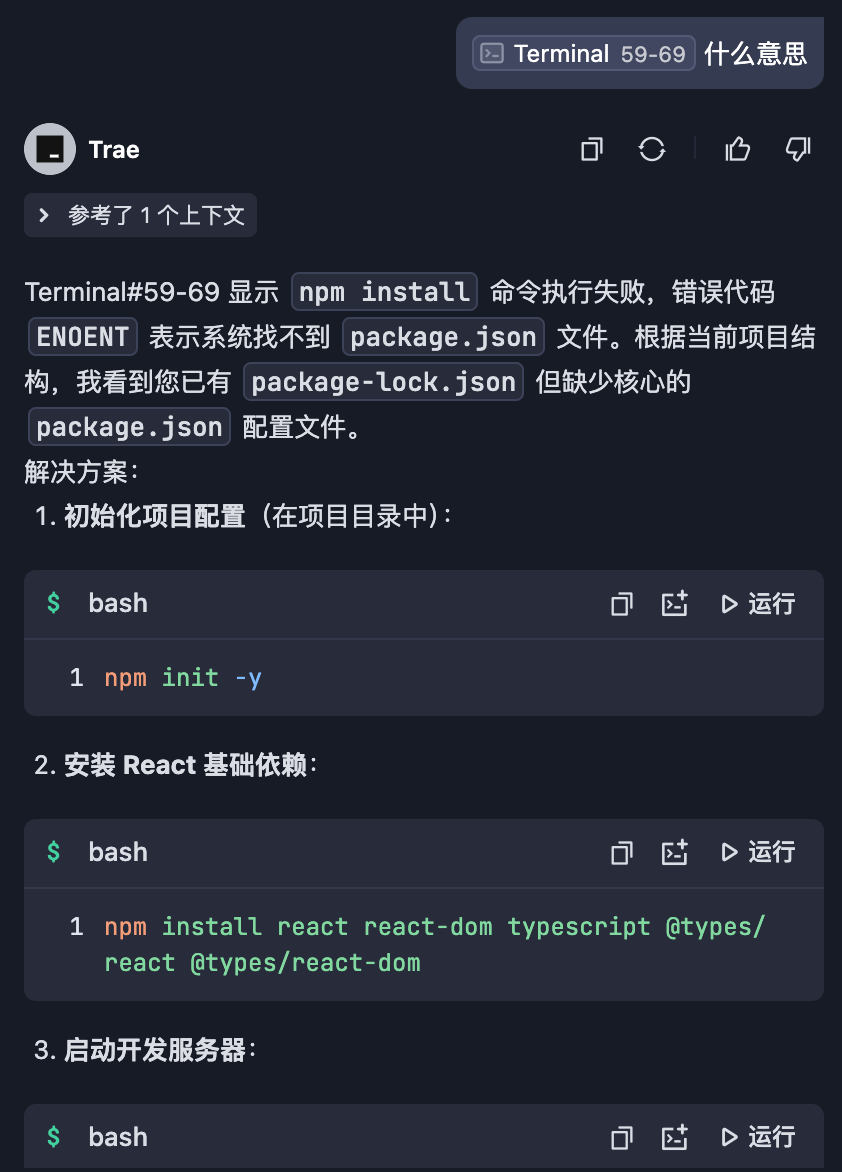 Terminal 59-69 什么意思
Trae
参考了 1 个上下文
Terminal#59-69 显示 npm install 命令执行失败，错误代码
ENOENT 表示系统找不到 package.json 文件。根据当前项目结
构，我看到您已有 package-lock.json 但缺少核心的
package.json 配置文件。
解决方案：
1. 初始化项目配置（在项目目录中）：
$ bash 运行
1 npm init -y
2. 安装 React 基础依赖：
$ bash 运行
1 npm install react react-dom typescript @types/
react @types/react-dom
3. 启动开发服务器：
$ bash 运行